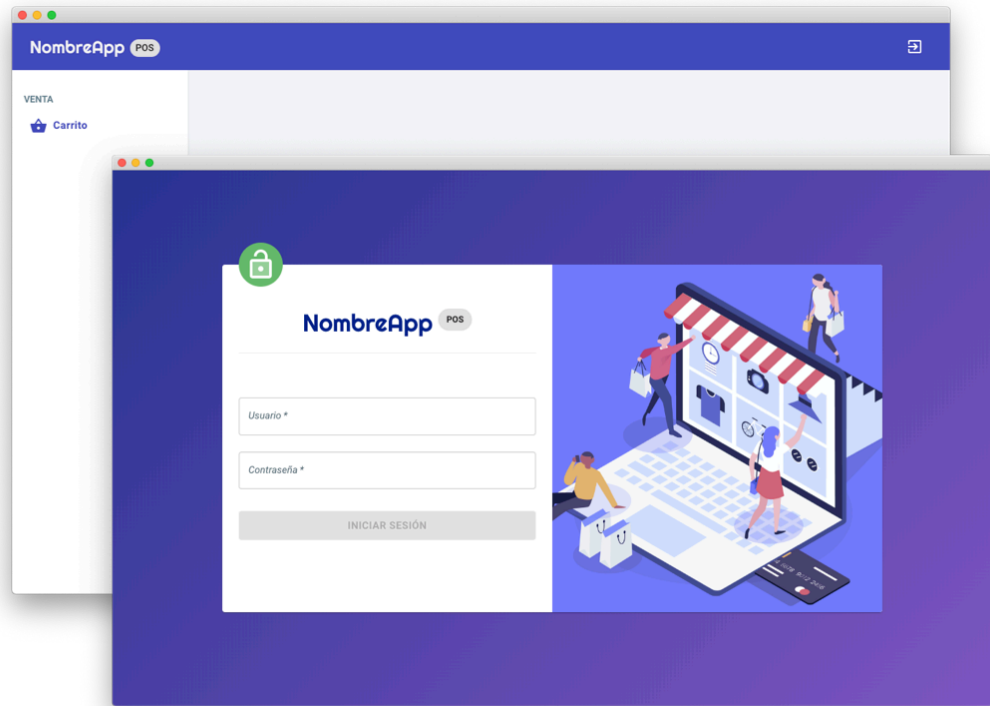 NombreApp POS
VENTA
Carrito
NombreApp POS
Usuario *
Contraseña *
INICIAR SESIÓN